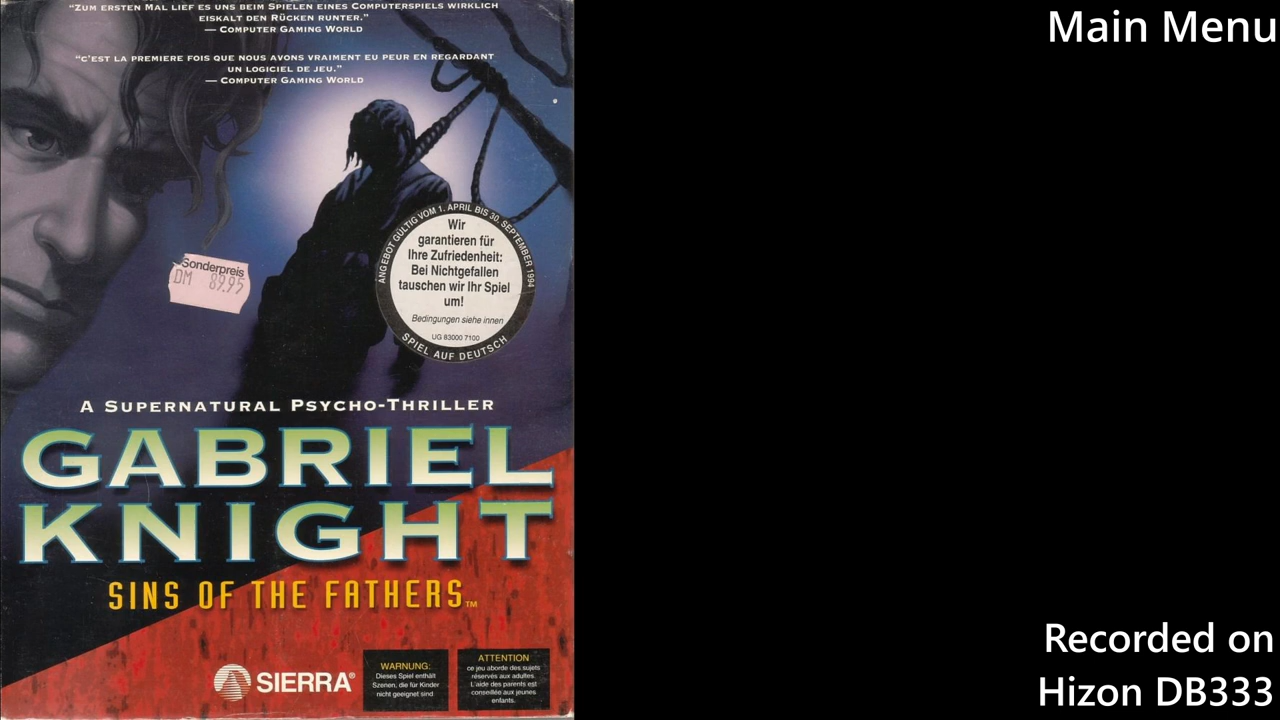 "ZUM ERSTEN MAL LIEF ES UNS BEIM SPIELEN EINES COMPUTERSPIELS WIRKLICH
EISKALT DEN RÜCKEN RUNTER."
— COMPUTER GAMING WORLD
"C'EST LA PREMIERE FOIS QUE NOUS AVONS VRAIMENT EU PEUR EN REGARDANT
UN LOGICIEL DE JEU."
— COMPUTER GAMING WORLD
Sonderpreis
DM 89.95
ANGEBOT GÜLTIG VOM 1. APRIL BIS 30. SEPTEMBER 1994
Wir
garantieren für
Ihre Zufriedenheit:
Bei Nichtgefallen
tauschen wir Ihr Spiel
um!
Bedingungen siehe innen
UG 83000 7100
SPIEL AUF DEUTSCH
A SUPERNATURAL PSYCHO-THRILLER
GABRIEL
KNIGHT
SINS OF THE FATHERS™
SIERRA®
WARNUNG:
Dieses Spiel enthält
Szenen, die für Kinder
nicht geeignet sind
ATTENTION
ce jeu aborde des sujets
réservés aux adultes.
L'aide des parents est
conseillée aux jeunes
enfants.
Main Menu
Recorded on
Hizon DB333